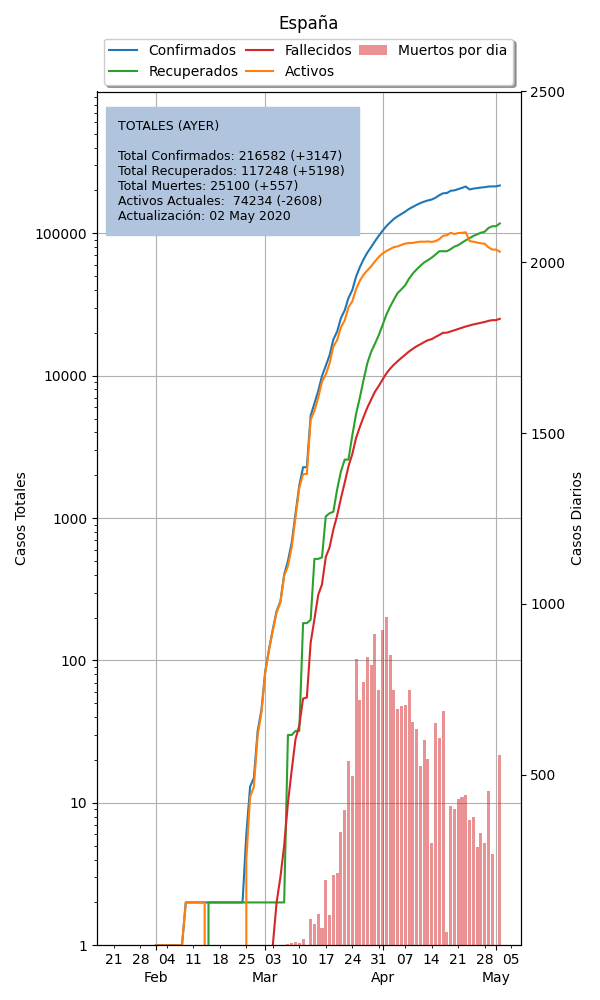 España
Confirmados Fallecidos Muertos por dia
Recuperados Activos
TOTALES (AYER)
Total Confirmados: 216582 (+3147)
Total Recuperados: 117248 (+5198)
Total Muertes: 25100 (+557)
Activos Actuales: 74234 (-2608)
Actualización: 02 May 2020
Casos Totales
100000
10000
1000
100
10
1
2500
2000
1500
1000
500
Casos Diarios
21 28 04 11 18 25 03 10 17 24 31 07 14 21 28 05
Feb Mar Apr May